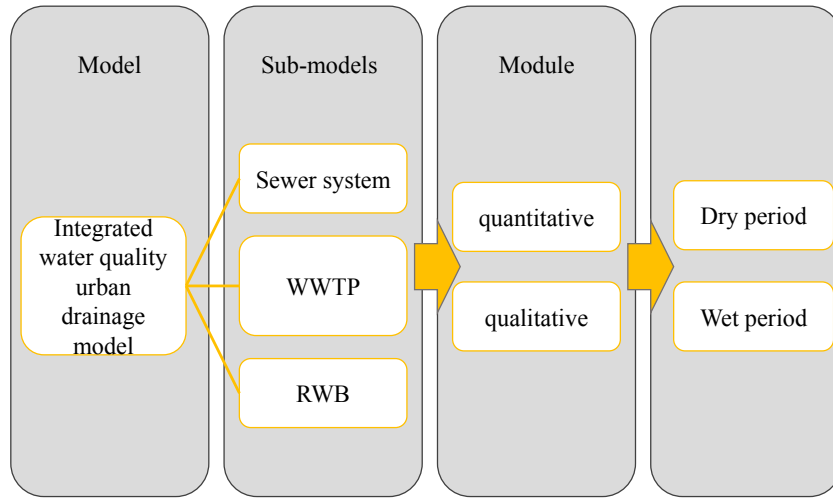 Model
Integrated
water quality
urban
drainage
model
Sub-models
Sewer system
WWTP
RWB
Module
quantitative
qualitative
Dry period
Wet period